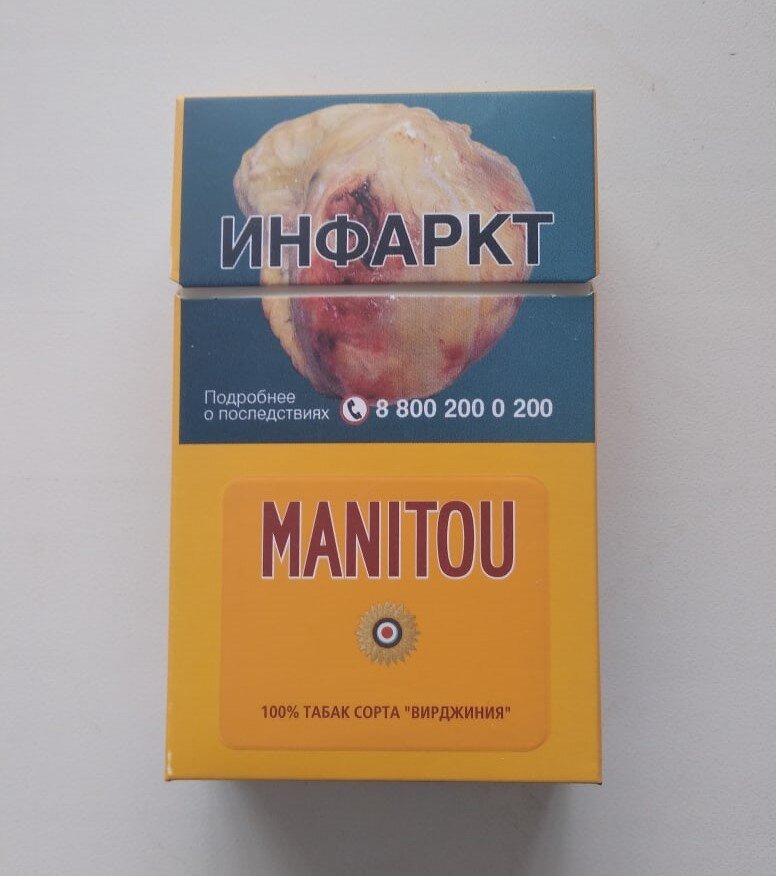 ИНФАРКТ
Подробнее
о последствиях 8 800 200 0 200
MANITOU
100% ТАБАК СОРТА "ВИРДЖИНИЯ"